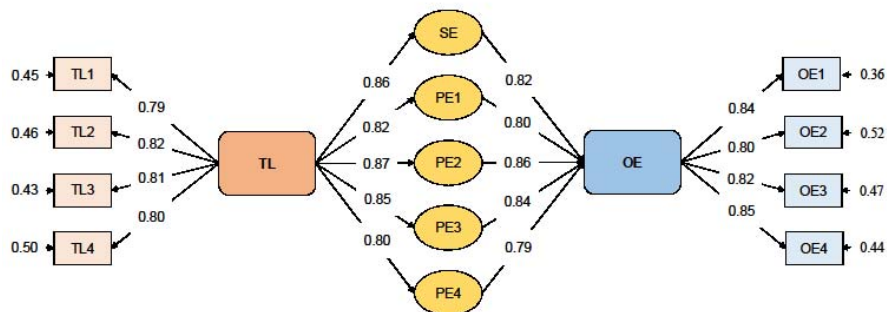 SE
0.45 TL1 0.86 0.82 OE1 0.36
0.79 PE1 0.84
0.46 TL2 0.82 0.80 OE2 0.52
0.82 0.80
TL 0.87 PE2 0.86 OE
0.81 0.82
0.43 TL3 0.85 0.84 OE3 0.47
0.80 PE3 0.85
0.50 TL4 0.80 0.79 OE4 0.44
PE4